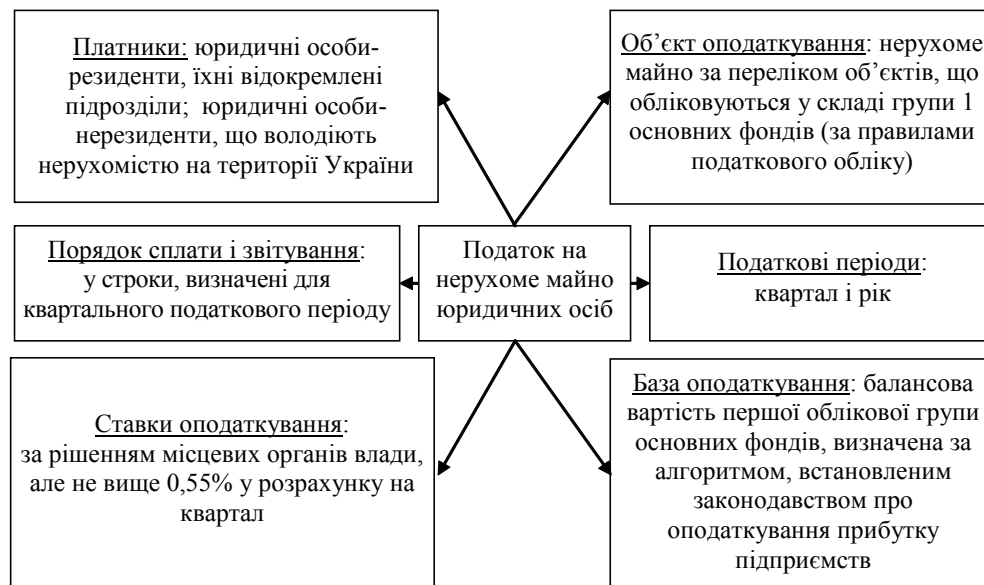 Платники: юридичні особи-
резиденти, їхні відокремлені
підрозділи; юридичні особи-
нерезиденти, що володіють
нерухомістю на території України
Об’єкт оподаткування: нерухоме
майно за переліком об’єктів, що
обліковуються у складі групи 1
основних фондів (за правилами
податкового обліку)
Порядок сплати і звітування:
у строки, визначені для
квартального податкового періоду
Податок на
нерухоме майно
юридичних осіб
Податкові періоди:
квартал і рік
Ставки оподаткування:
за рішенням місцевих органів влади,
але не вище 0,55% у розрахунку на
квартал
База оподаткування: балансова
вартість першої облікової групи
основних фондів, визначена за
алгоритмом, встановленим
законодавством про
оподаткування прибутку
підприємств